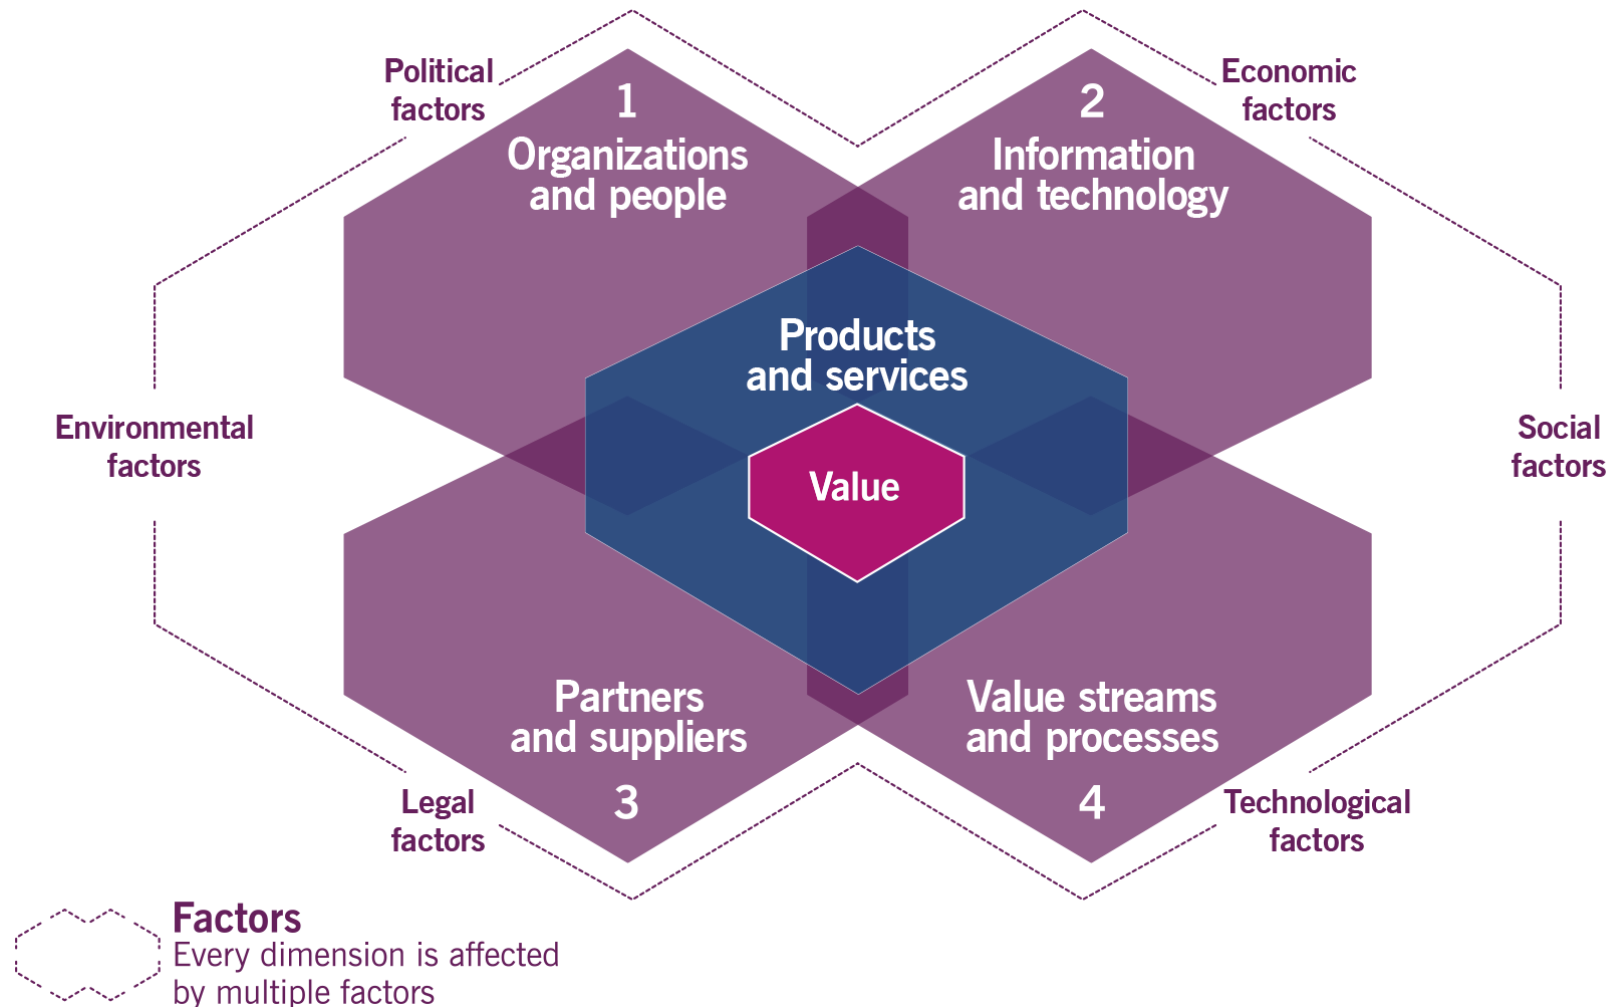 Political
factors
Economic
factors
1
Organizations
and people
2
Information
and technology
Products
and services
Environmental
factors
Value
Social
factors
Partners
and suppliers
3
Value streams
and processes
4
Legal
factors
Technological
factors
Factors
Every dimension is affected
by multiple factors